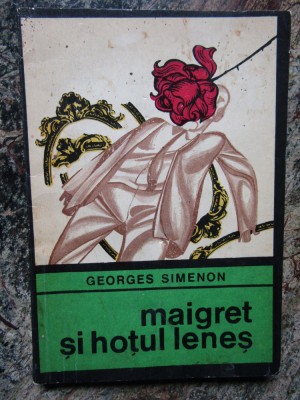 GEORGES SIMENON
maigret
și hoțul leneș